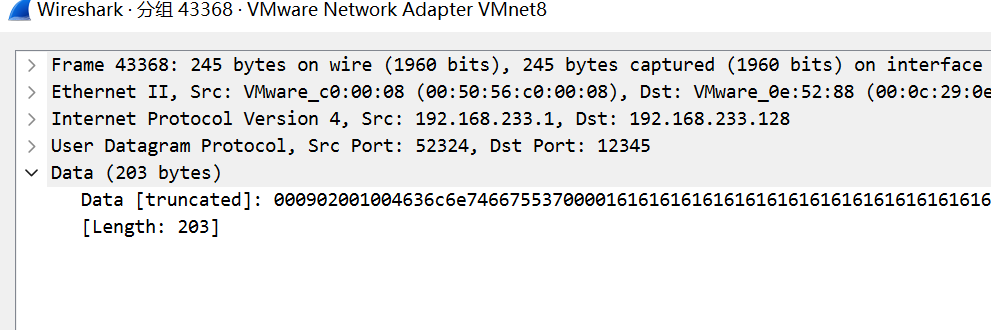 Wireshark · 分组 43368 · VMware Network Adapter VMnet8
Frame 43368: 245 bytes on wire (1960 bits), 245 bytes captured (1960 bits) on interface
Ethernet II, Src: VMware_c0:00:08 (00:50:56:c0:00:08), Dst: VMware_0e:52:88 (00:0c:29:0e
Internet Protocol Version 4, Src: 192.168.233.1, Dst: 192.168.233.128
User Datagram Protocol, Src Port: 52324, Dst Port: 12345
Data (203 bytes)
Data [truncated]: 000902001004636c6e74667553700001616161616161616161616161616161616161
[Length: 203]